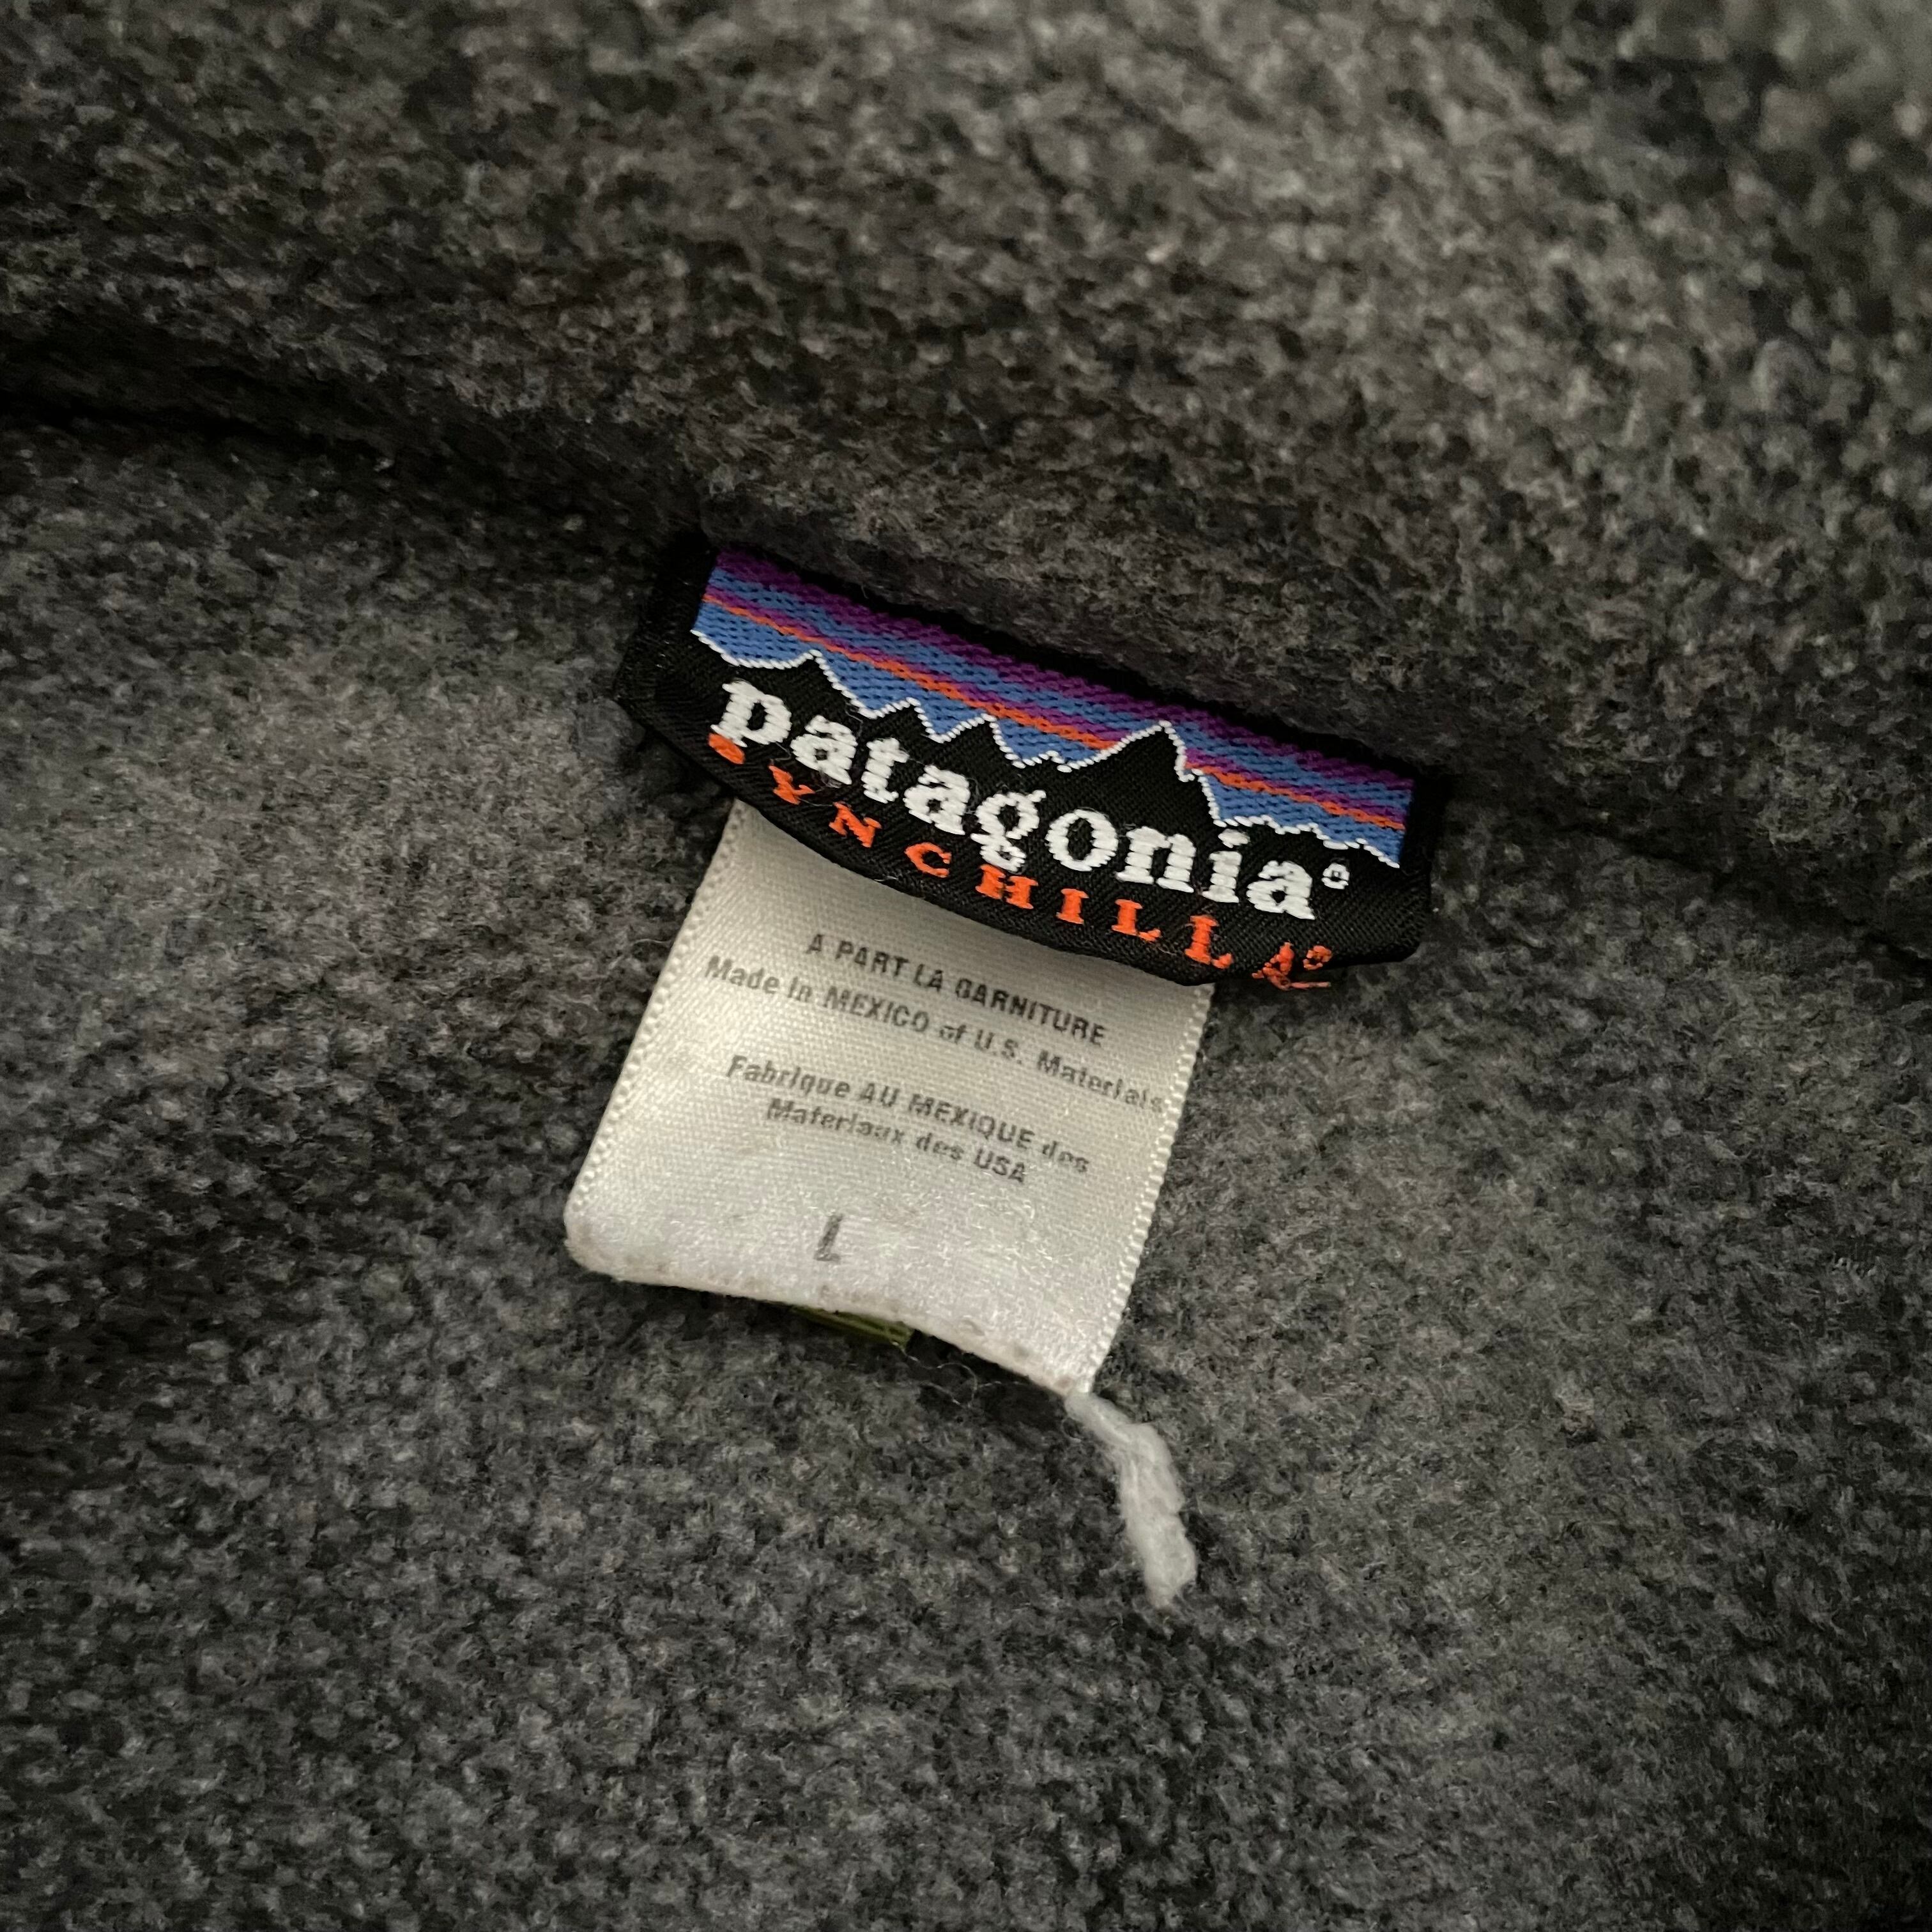 patagonia®
SYNCHILLA®
A PART LA GARNITURE
Made in MEXICO of U.S. Materials
Fabrique AU MEXIQUE des
Materiaux des USA
L